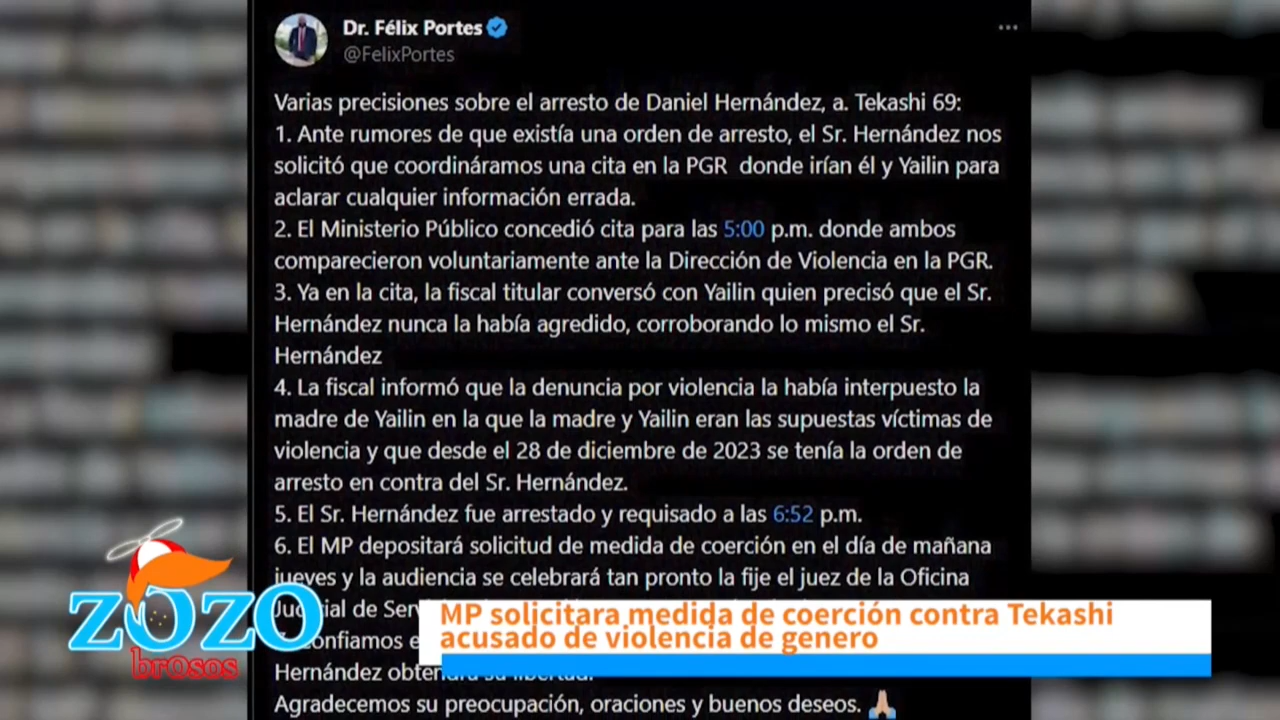 Dr. Félix Portes
@FelixPortes
Varias precisiones sobre el arresto de Daniel Hernández, a. Tekashi 69:
1. Ante rumores de que existía una orden de arresto, el Sr. Hernández nos
solicitó que coordináramos una cita en la PGR donde irían él y Yailin para
aclarar cualquier información errada.
2. El Ministerio Público concedió cita para las 5:00 p.m. donde ambos
comparecieron voluntariamente ante la Dirección de Violencia en la PGR.
3. Ya en la cita, la fiscal titular conversó con Yailin quien precisó que el Sr.
Hernández nunca la había agredido, corroborando lo mismo el Sr.
Hernández
4. La fiscal informó que la denuncia por violencia la había interpuesto la
madre de Yailin en la que la madre y Yailin eran las supuestas víctimas de
violencia y que desde el 28 de diciembre de 2023 se tenía la orden de
arresto en contra del Sr. Hernández.
5. El Sr. Hernández fue arrestado y requisado a las 6:52 p.m.
6. El MP depositará solicitud de medida de coerción en el día de mañana
jueves y la audiencia se celebrará tan pronto la fije el juez de la Oficina
de
Hernández
Agradecemos su preocupación, oraciones y buenos deseos. 🙏🏼
ZOZO
brosos
MP solicitara medida de coerción contra Tekashi
acusado de violencia de genero